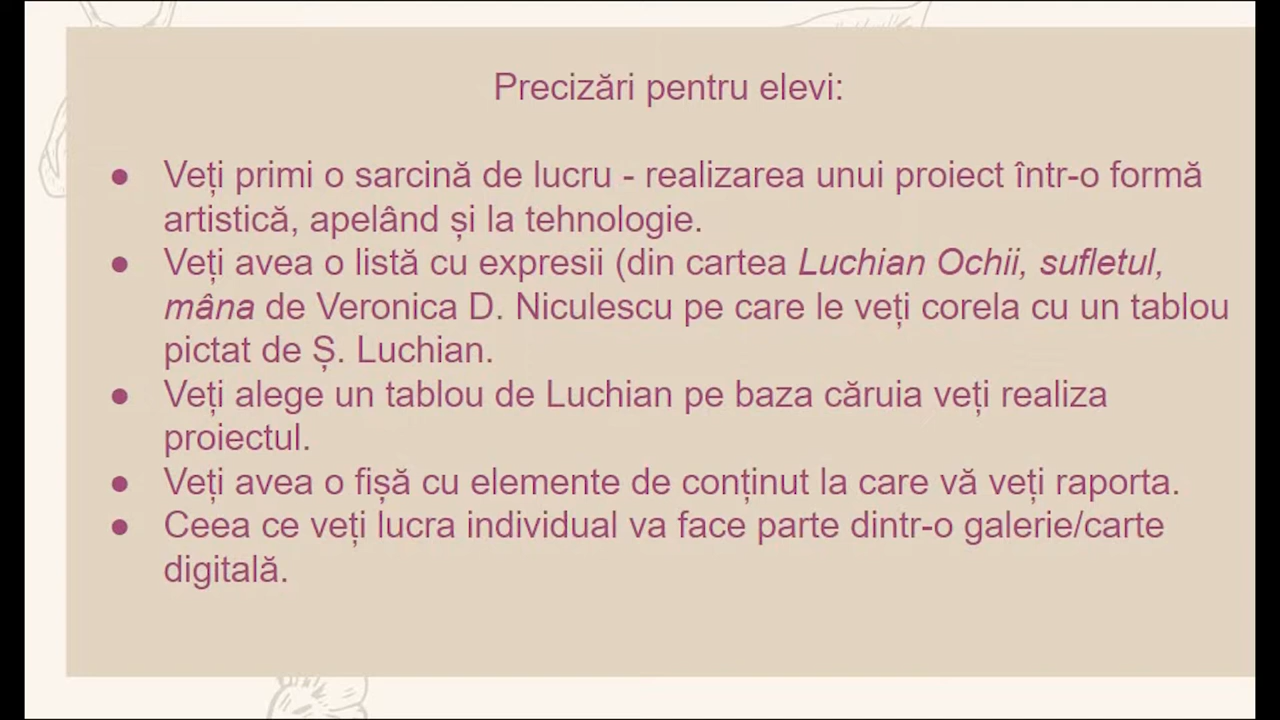 Precizări pentru elevi:
● Veți primi o sarcină de lucru - realizarea unui proiect într-o formă
artistică, apelând și la tehnologie.
● Veți avea o listă cu expresii (din cartea Luchian Ochii, sufletul,
mâna de Veronica D. Niculescu pe care le veți corela cu un tablou
pictat de Ș. Luchian.
● Veți alege un tablou de Luchian pe baza căruia veți realiza
proiectul.
● Veți avea o fișă cu elemente de conținut la care vă veți raporta.
● Ceea ce veți lucra individual va face parte dintr-o galerie/carte
digitală.